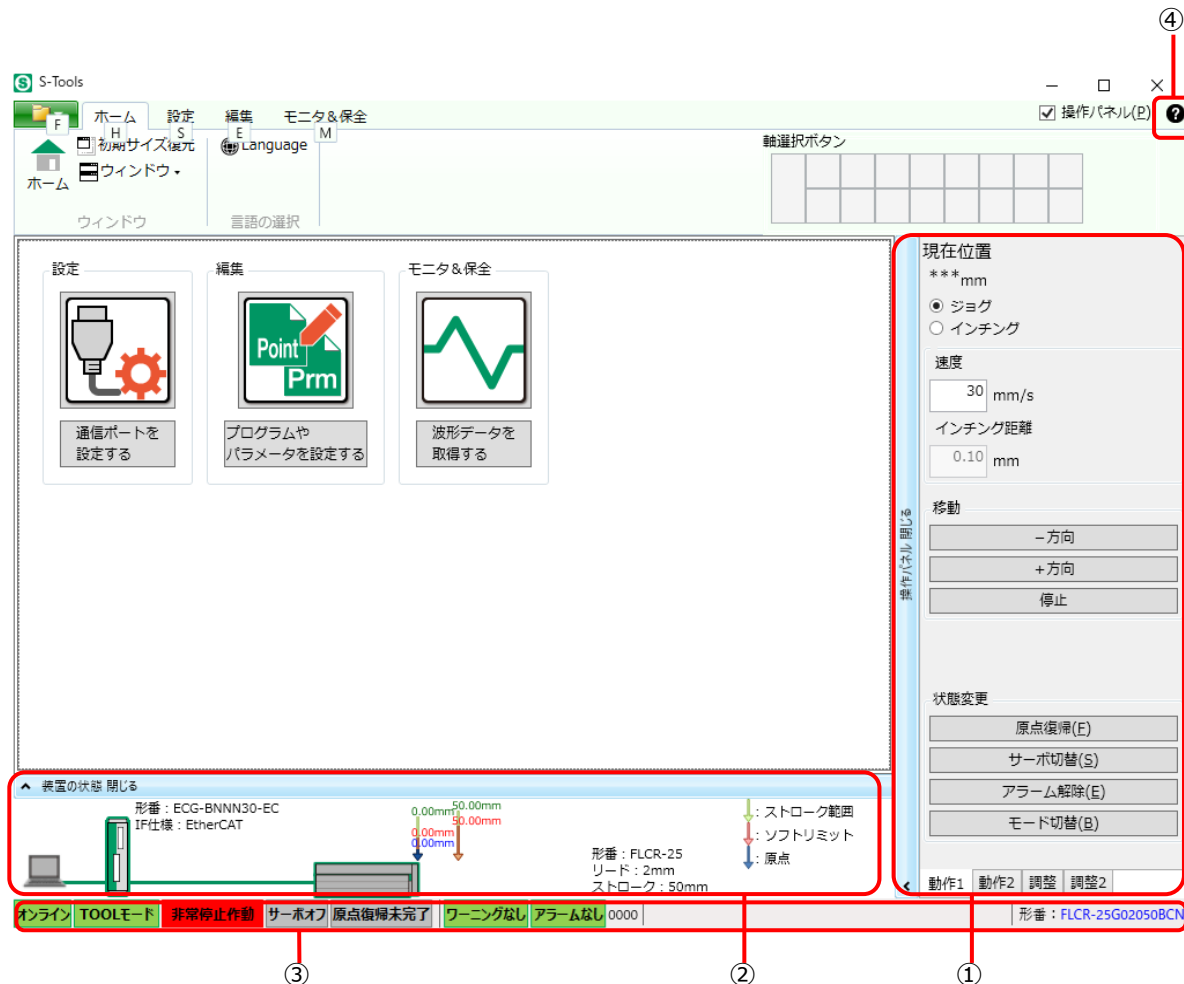 ④
S-Tools
F
ホーム 設定 編集 モニタ&保全
H S E M
操作パネル(P)
初期サイズ復元
Language
軸選択ボタン
ホーム
ウィンドウ
ウィンドウ
言語の選択
設定
編集
モニタ&保全
Point
Prm
通信ポートを
設定する
プログラムや
パラメータを設定する
波形データを
取得する
操作パネル 閉じる
現在位置
***mm
ジョグ
インチング
速度
30 mm/s
インチング距離
0.10 mm
移動
-方向
+方向
停止
状態変更
原点復帰(F)
サーボ切替(S)
アラーム解除(E)
モード切替(B)
動作1 動作2 調整 調整2
装置の状態 閉じる
形番:ECG-BNNN30-EC
IF仕様:EtherCAT
0.00mm 50.00mm
50.00mm
0.00mm
0.00mm
形番:FLCR-25
リード:2mm
ストローク:50mm
:ストローク範囲
:ソフトリミット
:原点
オンライン TOOLモード 非常停止作動 サーボオフ 原点復帰未完了 ワーニングなし アラームなし 0000
形番:FLCR-25G02050BCN
③ ② ①